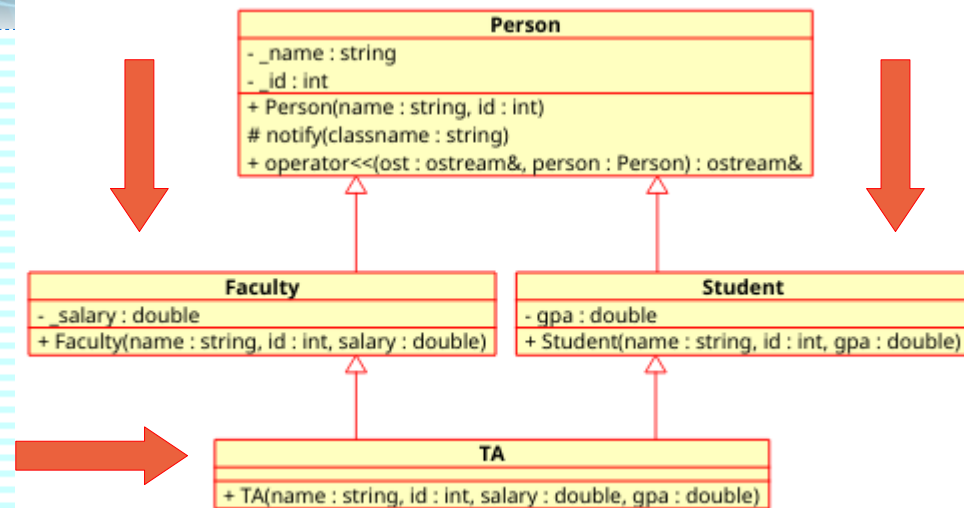 Person
- _name : string
- _id : int
+ Person(name : string, id : int)
# notify(classname : string)
+ operator<<(ost : ostream&, person : Person) : ostream&
Faculty
- _salary : double
+ Faculty(name : string, id : int, salary : double)
Student
- gpa : double
+ Student(name : string, id : int, gpa : double)
TA
+ TA(name : string, id : int, salary : double, gpa : double)